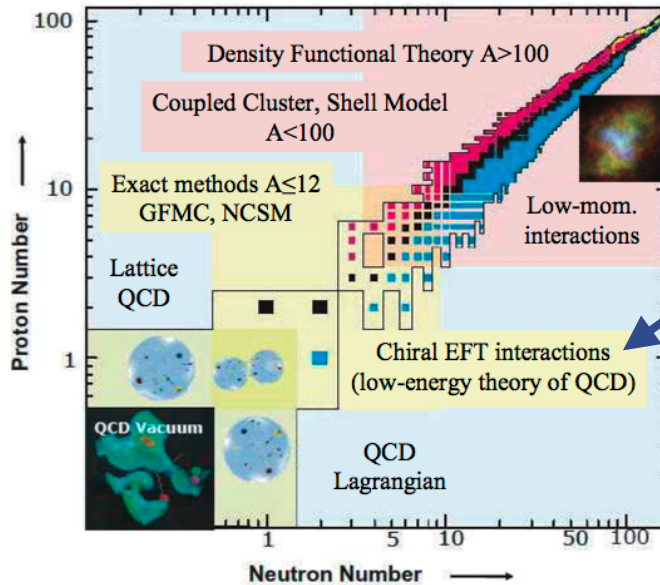 100
Density Functional Theory A>100
Coupled Cluster, Shell Model
A<100
10
Exact methods A≤12
GFMC, NCSM
Low-mom.
interactions
Lattice
QCD
Proton Number
1
Chiral EFT interactions
(low-energy theory of QCD)
QCD Vacuum
QCD
Lagrangian
1 5 10 50 100
Neutron Number